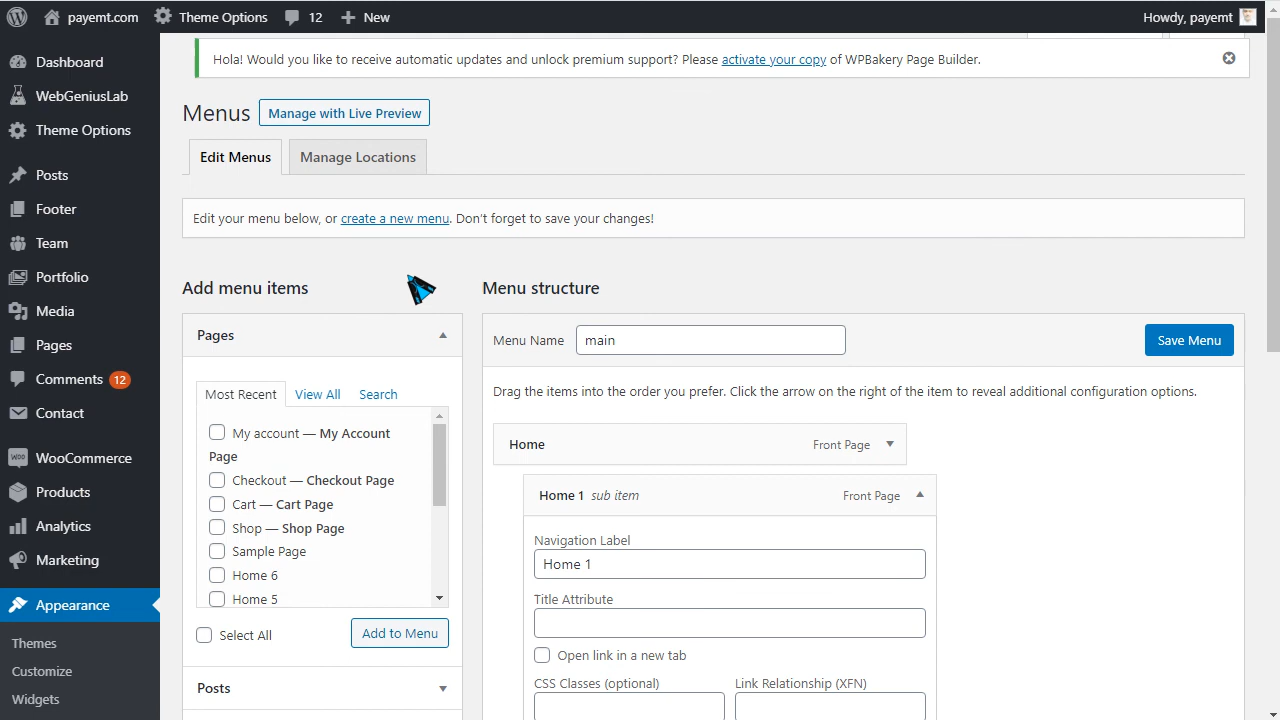 payemt.com Theme Options 12 New Howdy, payemt
Dashboard
WebGeniusLab
Theme Options
Posts
Footer
Team
Portfolio
Media
Pages
Comments 12
Contact
WooCommerce
Products
Analytics
Marketing
Appearance
Themes
Customize
Widgets
Hola! Would you like to receive automatic updates and unlock premium support? Please activate your copy of WPBakery Page Builder.
Menus Manage with Live Preview
Edit Menus Manage Locations
Edit your menu below, or create a new menu. Don't forget to save your changes!
Add menu items
Pages
Most Recent View All Search
My account — My Account
Page
Checkout — Checkout Page
Cart — Cart Page
Shop — Shop Page
Sample Page
Home 6
Home 5
Select All Add to Menu
Posts
Menu structure
Menu Name main Save Menu
Drag the items into the order you prefer. Click the arrow on the right of the item to reveal additional configuration options.
Home Front Page
Home 1 sub item Front Page
Navigation Label
Home 1
Title Attribute
Open link in a new tab
CSS Classes (optional) Link Relationship (XFN)